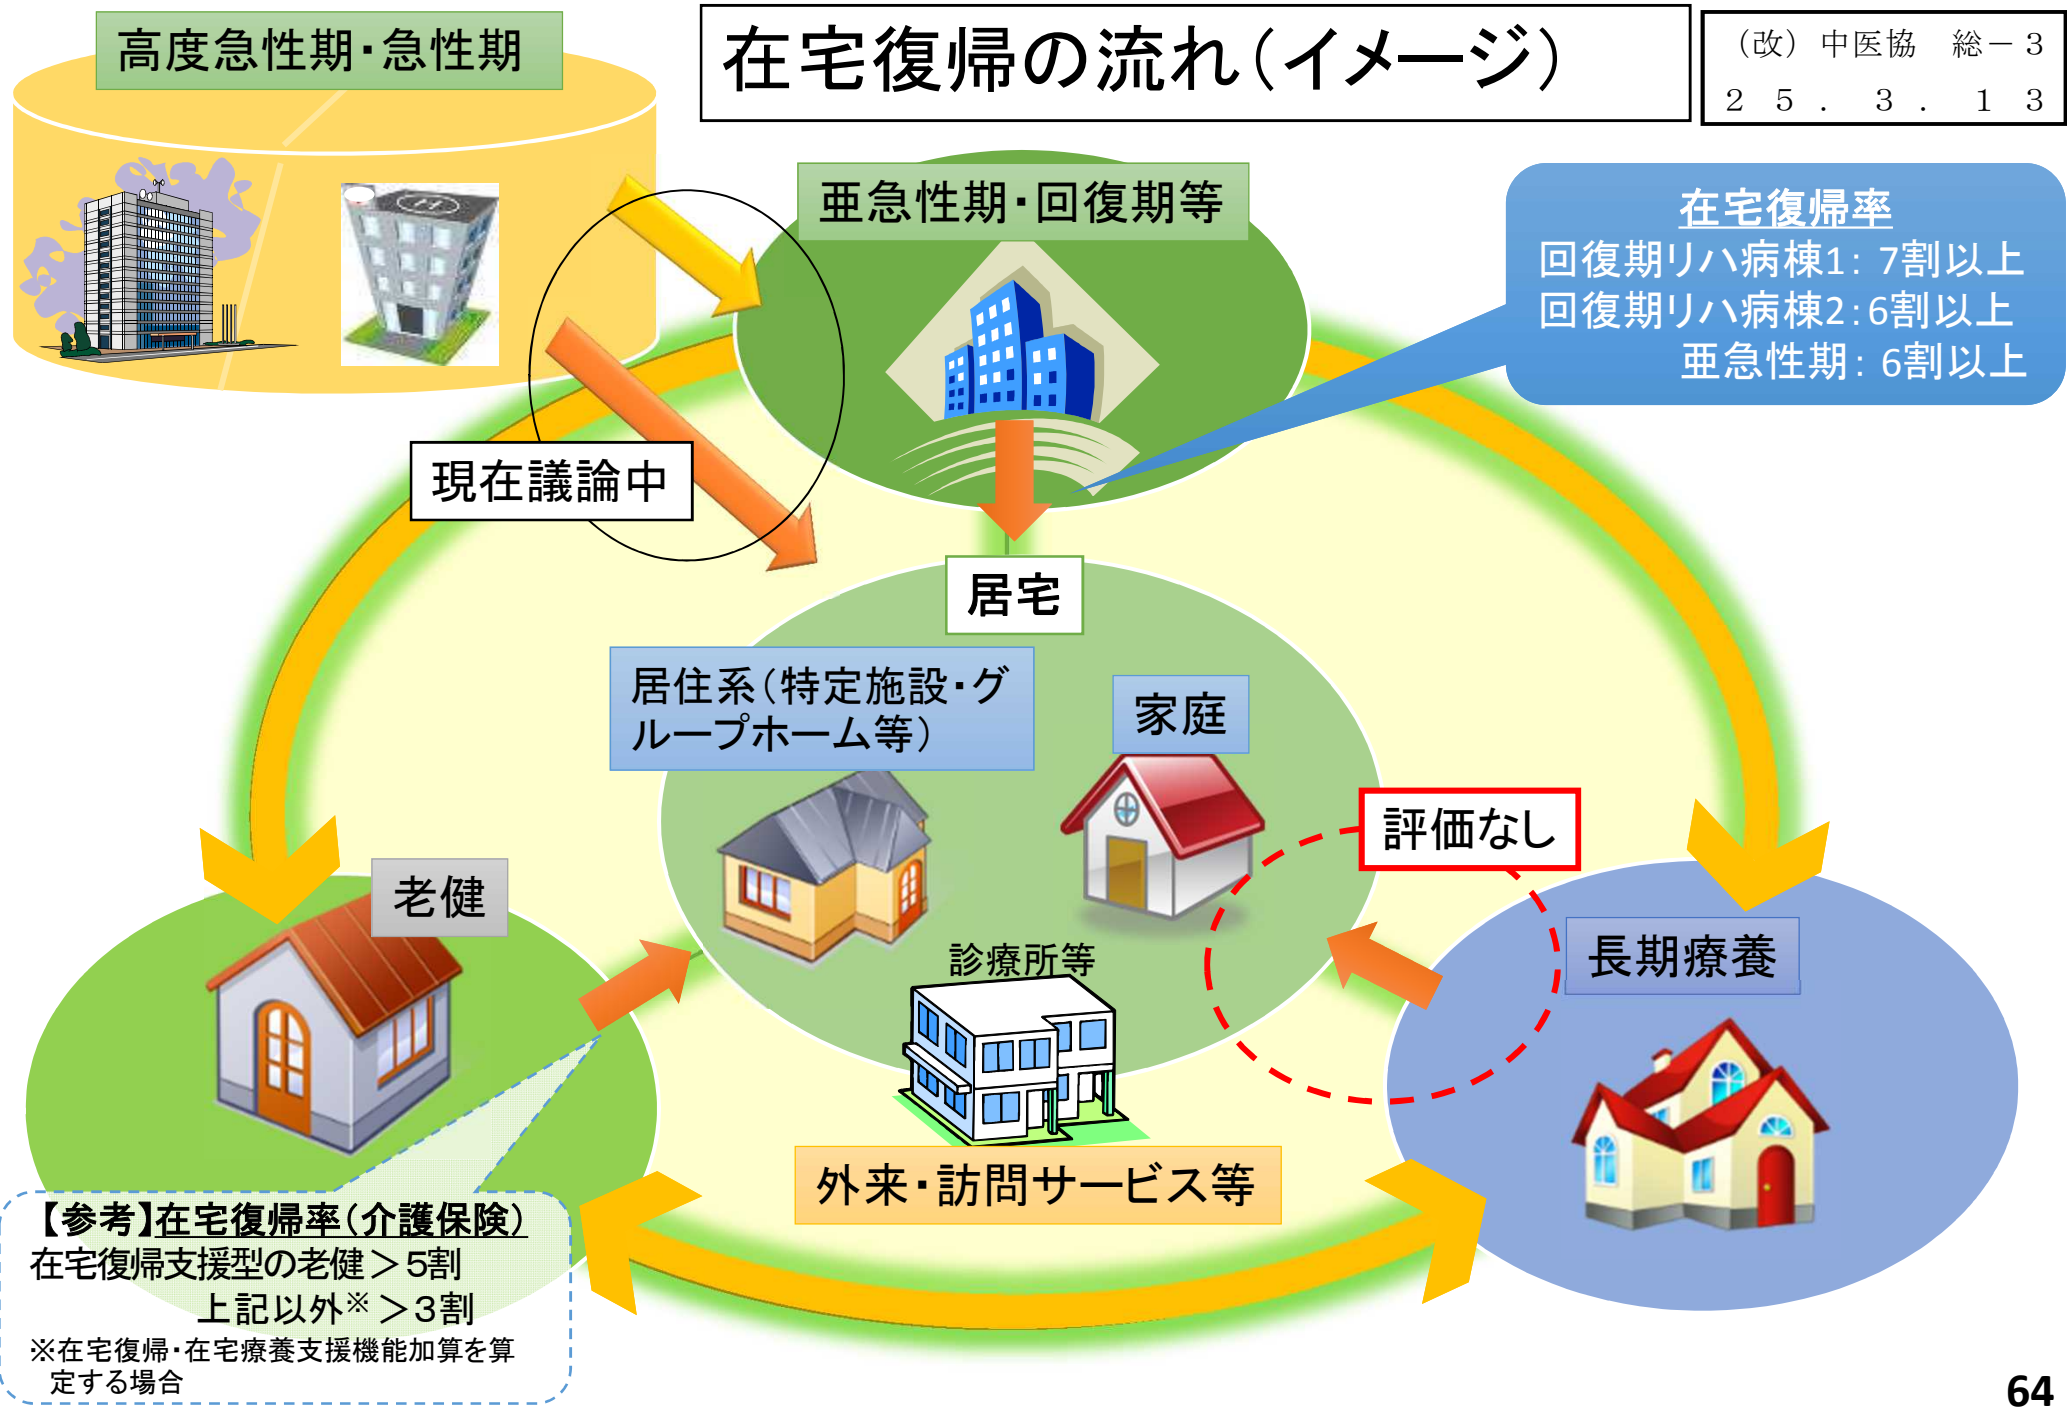 高度急性期・急性期
在宅復帰の流れ（イメージ）
（改）中医協　総－３
２５．３．１３
亜急性期・回復期等
在宅復帰率
回復期リハ病棟1：7割以上
回復期リハ病棟2：6割以上
亜急性期：6割以上
H
現在議論中
居宅
居住系（特定施設・グ
ループホーム等）
家庭
評価なし
老健
長期療養
診療所等
外来・訪問サービス等
【参考】在宅復帰率（介護保険）
在宅復帰支援型の老健＞５割
上記以外※＞３割
※在宅復帰・在宅療養支援機能加算を算
定する場合
64